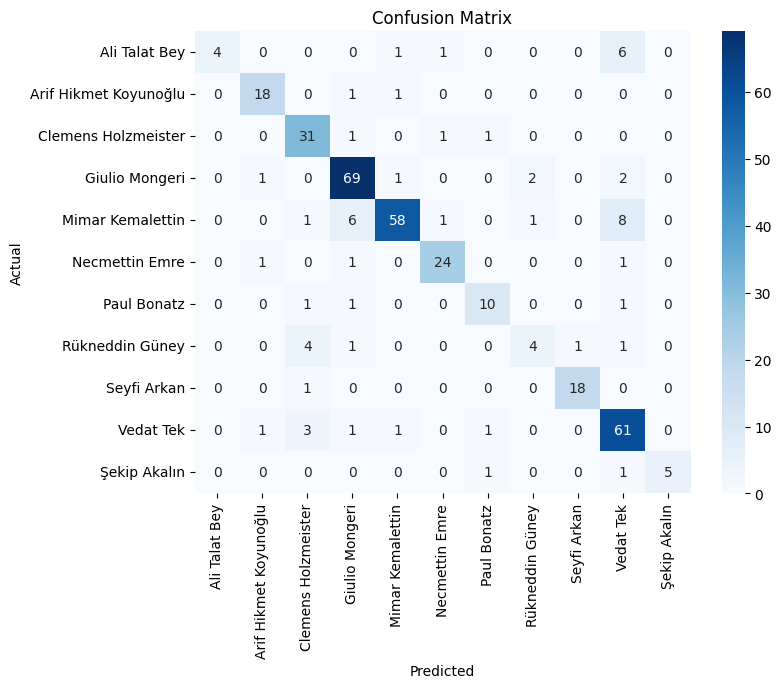 Confusion Matrix
Actual
Ali Talat Bey 4 0 0 0 1 1 0 0 0 6 0
Arif Hikmet Koyunoğlu 0 18 0 1 1 0 0 0 0 0 0
Clemens Holzmeister 0 0 31 1 0 1 1 0 0 0 0
Giulio Mongeri 0 1 0 69 1 0 0 2 0 2 0
Mimar Kemalettin 0 0 1 6 58 1 0 1 0 8 0
Necmettin Emre 0 1 0 1 0 24 0 0 0 1 0
Paul Bonatz 0 0 1 1 0 0 10 0 0 1 0
Rükneddin Güney 0 0 4 1 0 0 0 4 1 1 0
Seyfi Arkan 0 0 1 0 0 0 0 0 18 0 0
Vedat Tek 0 1 3 1 1 0 1 0 0 61 0
Şekip Akalın 0 0 0 0 0 0 1 0 0 1 5
Ali Talat Bey
Arif Hikmet Koyunoğlu
Clemens Holzmeister
Giulio Mongeri
Mimar Kemalettin
Necmettin Emre
Paul Bonatz
Rükneddin Güney
Seyfi Arkan
Vedat Tek
Şekip Akalın
Predicted
60
50
40
30
20
10
0